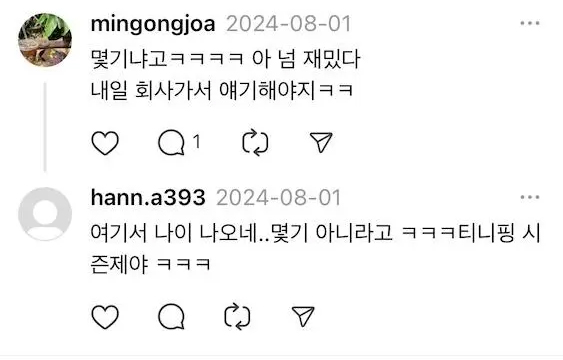 mingongjoa 2024-08-01
몇기냐고ㅋㅋㅋㅋ 아 넘 재밌다
내일 회사가서 얘기해야지ㅋㅋ
1
hann.a393 2024-08-01
여기서 나이 나오네..몇기 아니라고 ㅋㅋㅋ티니핑 시
즌제야 ㅋㅋㅋ